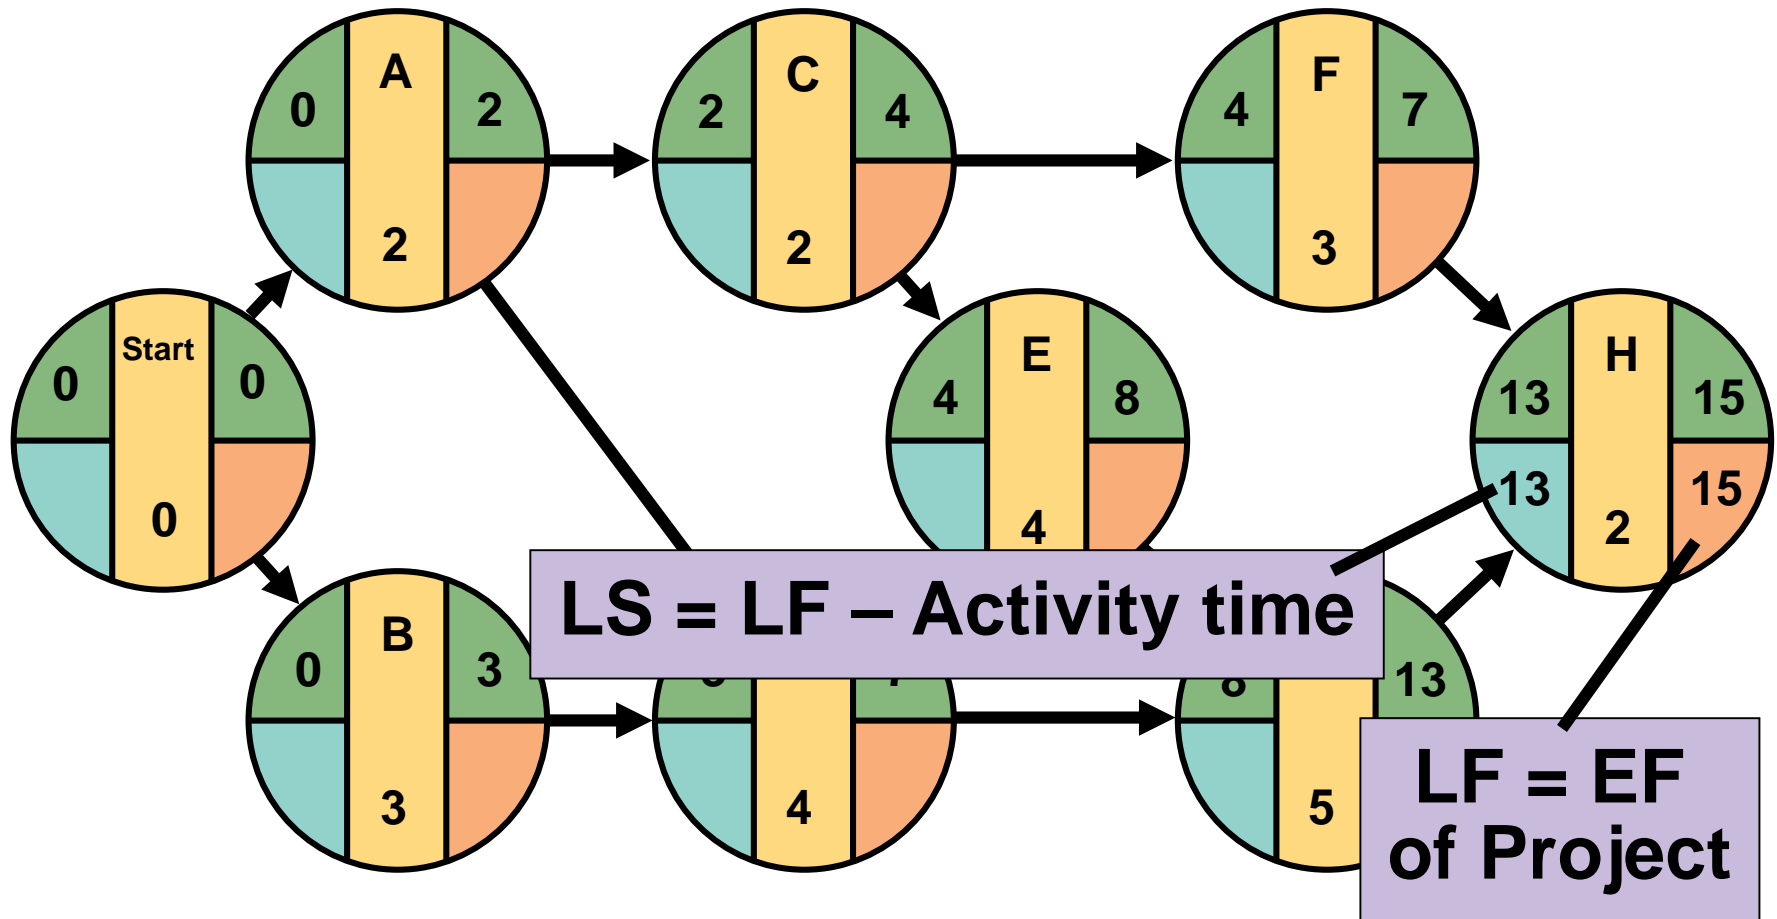 A
0 2
2
C
2 4
2
F
4 7
3
Start
0 0
0
E
4 8
4
H
13 15
13 15
2
LS = LF – Activity time
B
0 3
3
4
8 13
5
LF = EF
of Project